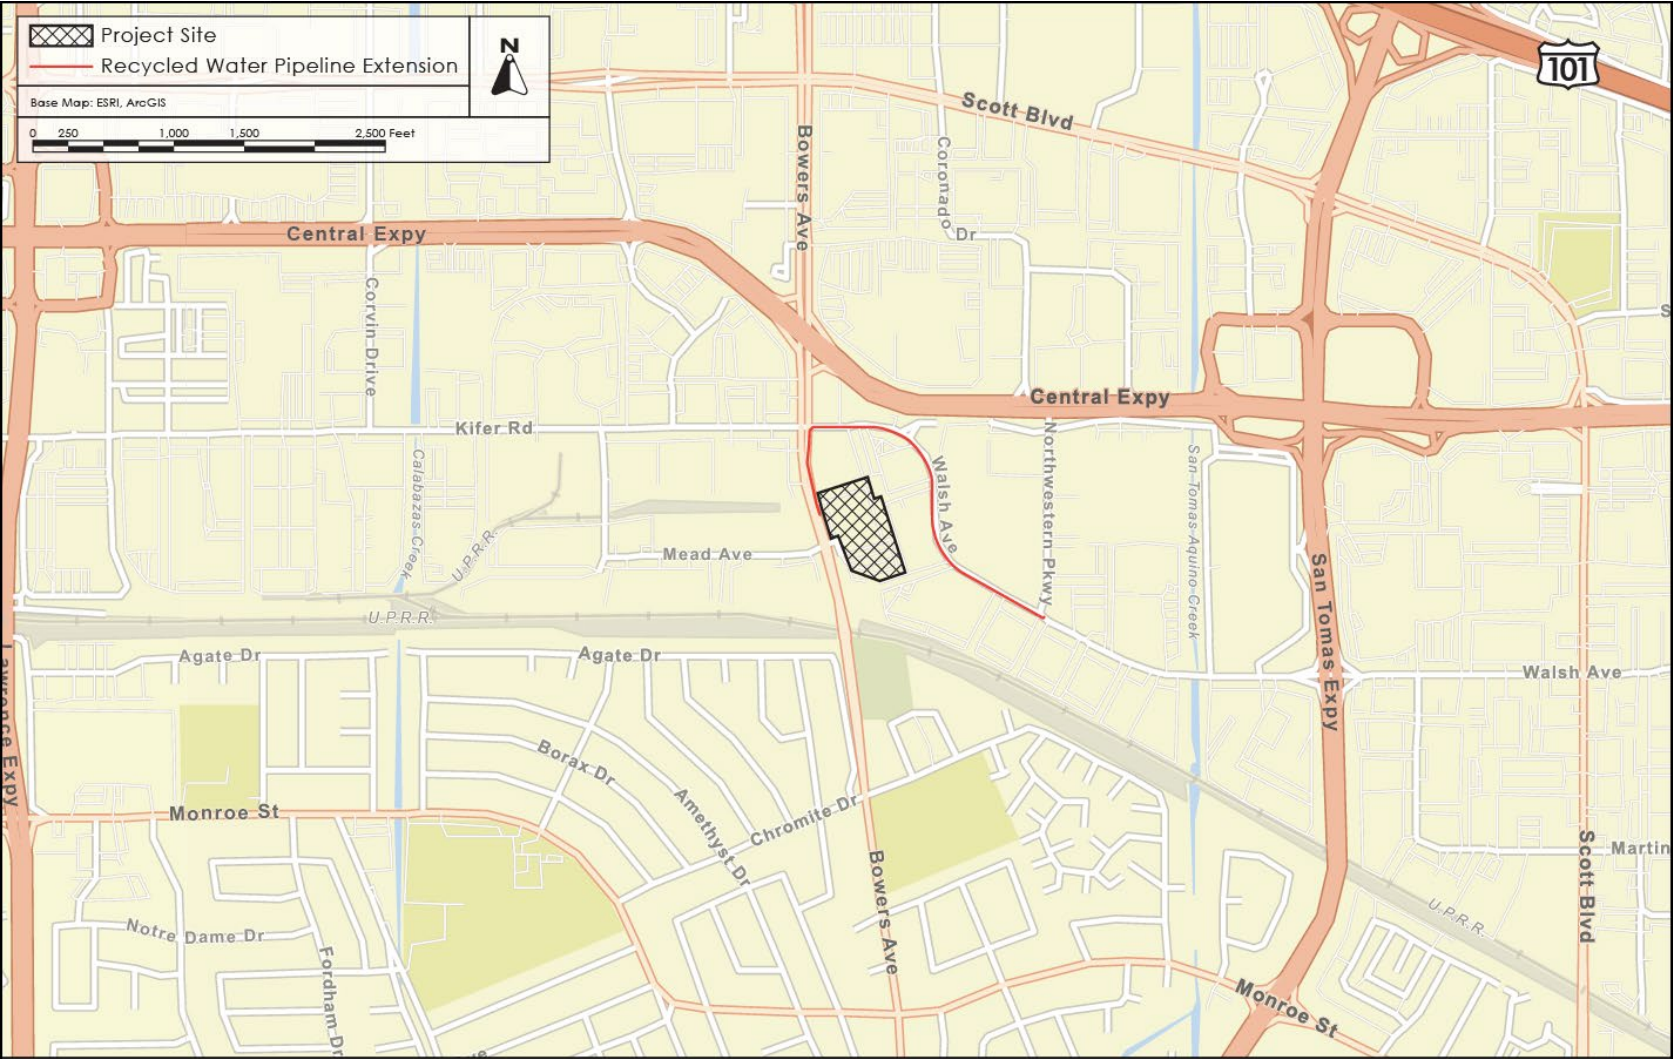 Project Site
Recycled Water Pipeline Extension
N
Base Map: ESRI, ArcGIS
0 250 1,000 1,500 2,500 Feet
101
Scott Blvd
Bowers Ave
Coronado Dr
Central Expy
Corvin Drive
Central Expy
Kifer Rd
Calabazas Creek
U.P.R.R.
Walsh Ave
Northwestern Pkwy
San Tomas Aquino Creek
Mead Ave
San Tomas Expy
U.P.R.R.
Agate Dr
Agate Dr
Walsh Ave
Lawrence Expy
Borax Dr
Monroe St
Amethyst Dr
Chromite Dr
Scott Blvd
Martin
Bowers Ave
U.P.R.R.
Notre Dame Dr
Fordham Dr
Monroe St
S